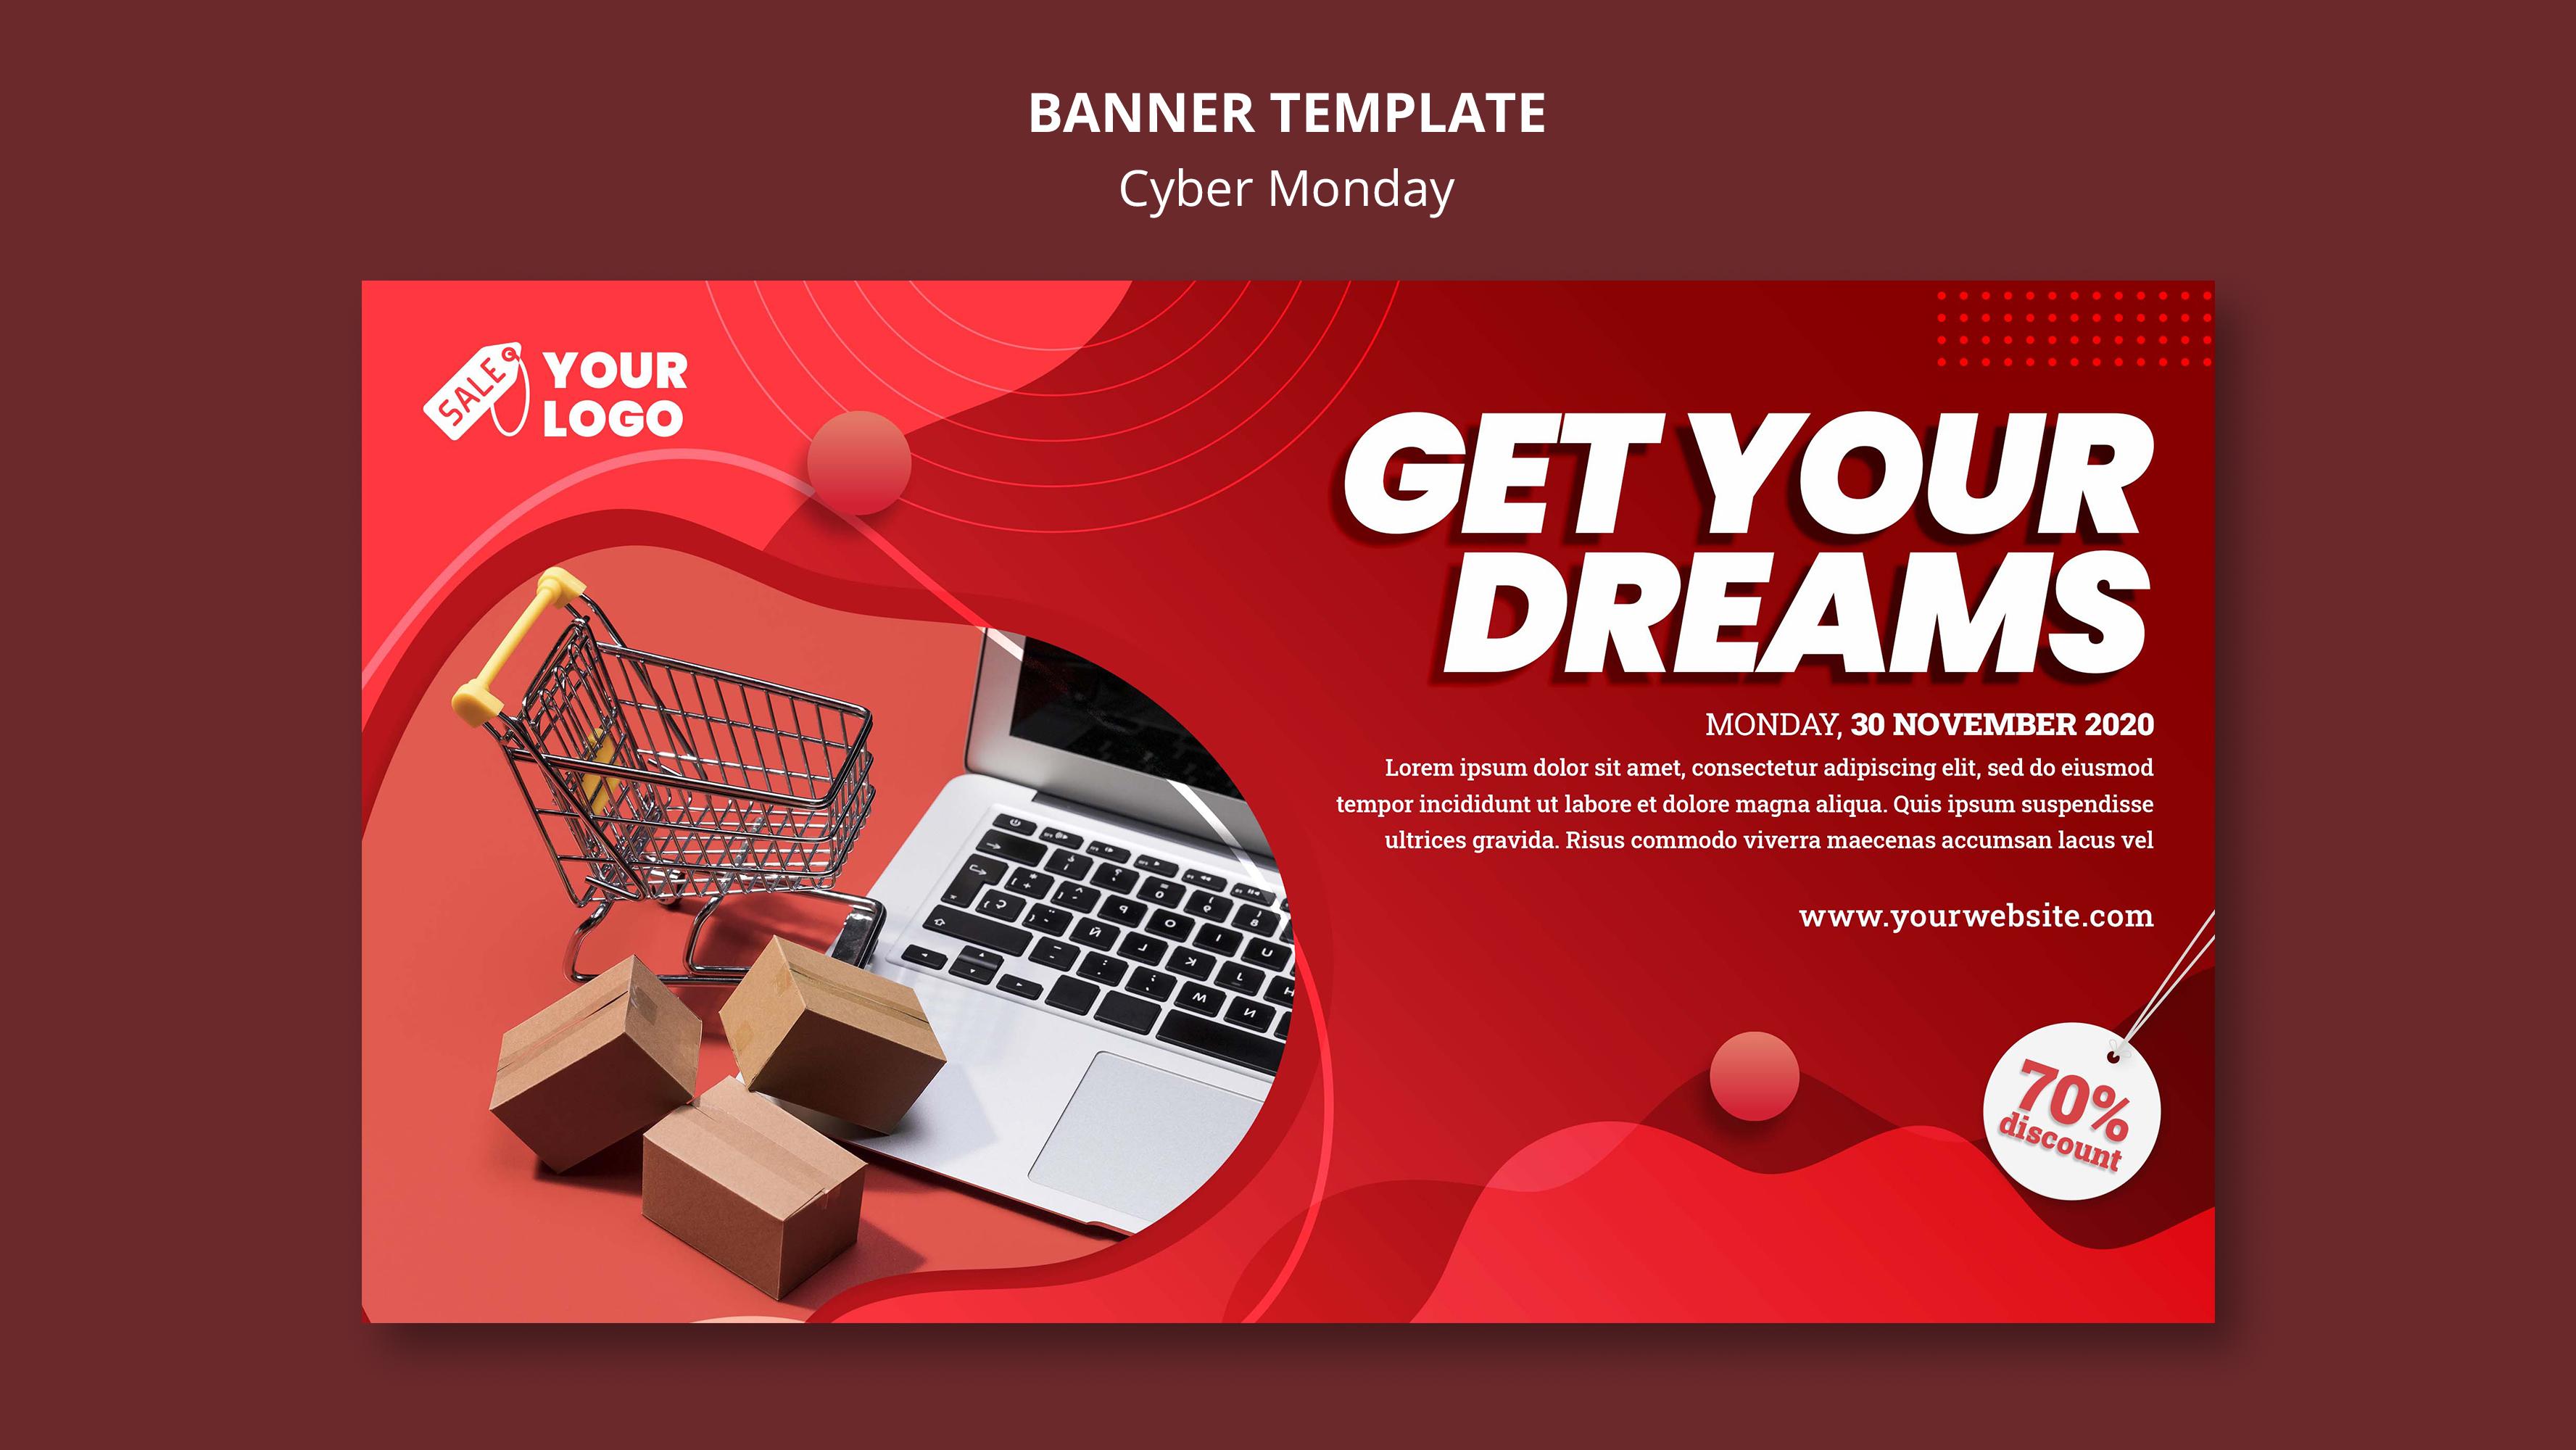 BANNER TEMPLATE
Cyber Monday
SALE
YOUR
LOGO
GET YOUR
DREAMS
MONDAY, 30 NOVEMBER 2020
Lorem ipsum dolor sit amet, consectetur adipiscing elit, sed do eiusmod
tempor incididunt ut labore et dolore magna aliqua. Quis ipsum suspendisse
ultrices gravida. Risus commodo viverra maecenas accumsan lacus vel
www.yourwebsite.com
70%
discount